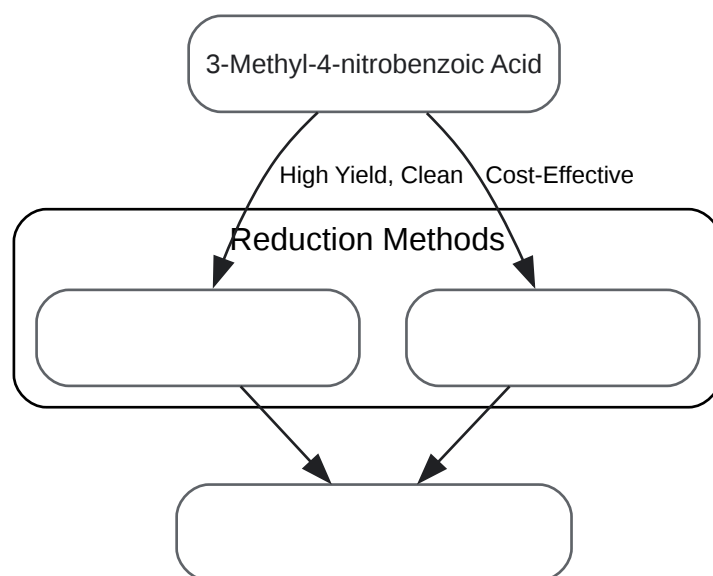 3-Methyl-4-nitrobenzoic Acid
High Yield, Clean
Cost-Effective
Reduction Methods